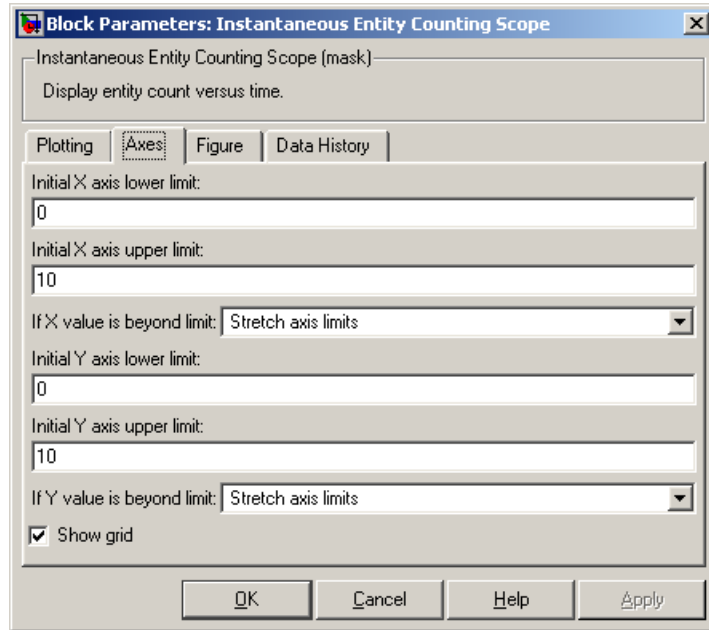 Block Parameters: Instantaneous Entity Counting Scope
Instantaneous Entity Counting Scope (mask)
Display entity count versus time.
Plotting Axes Figure Data History
Initial X axis lower limit:
0
Initial X axis upper limit:
10
If X value is beyond limit: Stretch axis limits
Initial Y axis lower limit:
0
Initial Y axis upper limit:
10
If Y value is beyond limit: Stretch axis limits
Show grid
OK Cancel Help Apply